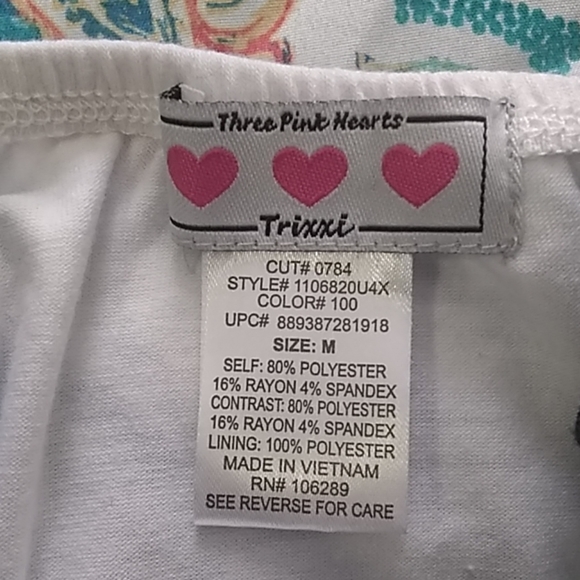 Three Pink Hearts
Trixxi
CUT# 0784
STYLE# 1106820U4X
COLOR# 100
UPC# 889387281918
SIZE: M
SELF: 80% POLYESTER
16% RAYON 4% SPANDEX
CONTRAST: 80% POLYESTER
16% RAYON 4% SPANDEX
LINING: 100% POLYESTER
MADE IN VIETNAM
RN# 106289
SEE REVERSE FOR CARE